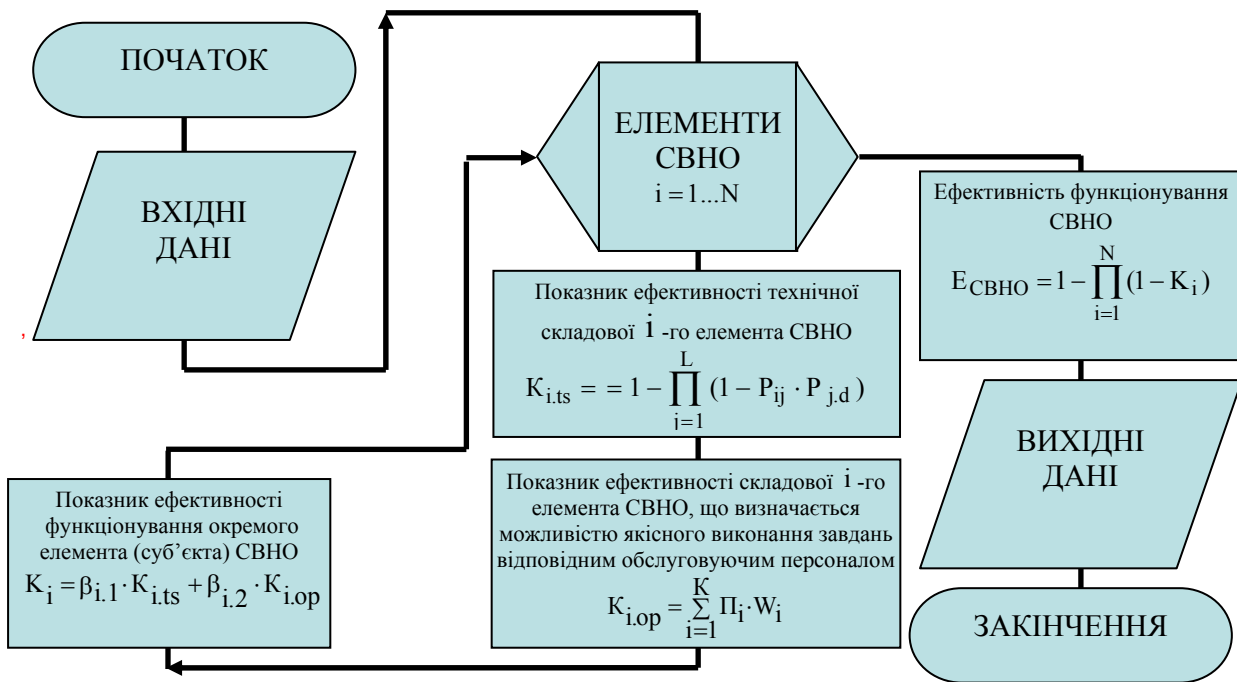 ПОЧАТОК
ВХІДНІ
ДАНІ
,
ЕЛЕМЕНТИ
СВНО
i = 1...N
Показник ефективності технічної
складової i -го елемента СВНО
K_{i.ts} = = 1 − ∏_{j=1}^{L} (1 − P_{ij} · P_{j.d})
Показник ефективності складової i -го
елемента СВНО, що визначається
можливістю якісного виконання завдань
відповідним обслуговуючим персоналом
K_{i.op} = ∑_{i=1}^{K} П_i · W_i
Показник ефективності
функціонування окремого
елемента (суб’єкта) СВНО
K_i = β_{i.1} · K_{i.ts} + β_{i.2} · K_{i.op}
Ефективність функціонування
СВНО
E_{СВНО} = 1 − ∏_{i=1}^{N} (1 − K_i)
ВИХІДНІ
ДАНІ
ЗАКІНЧЕННЯ